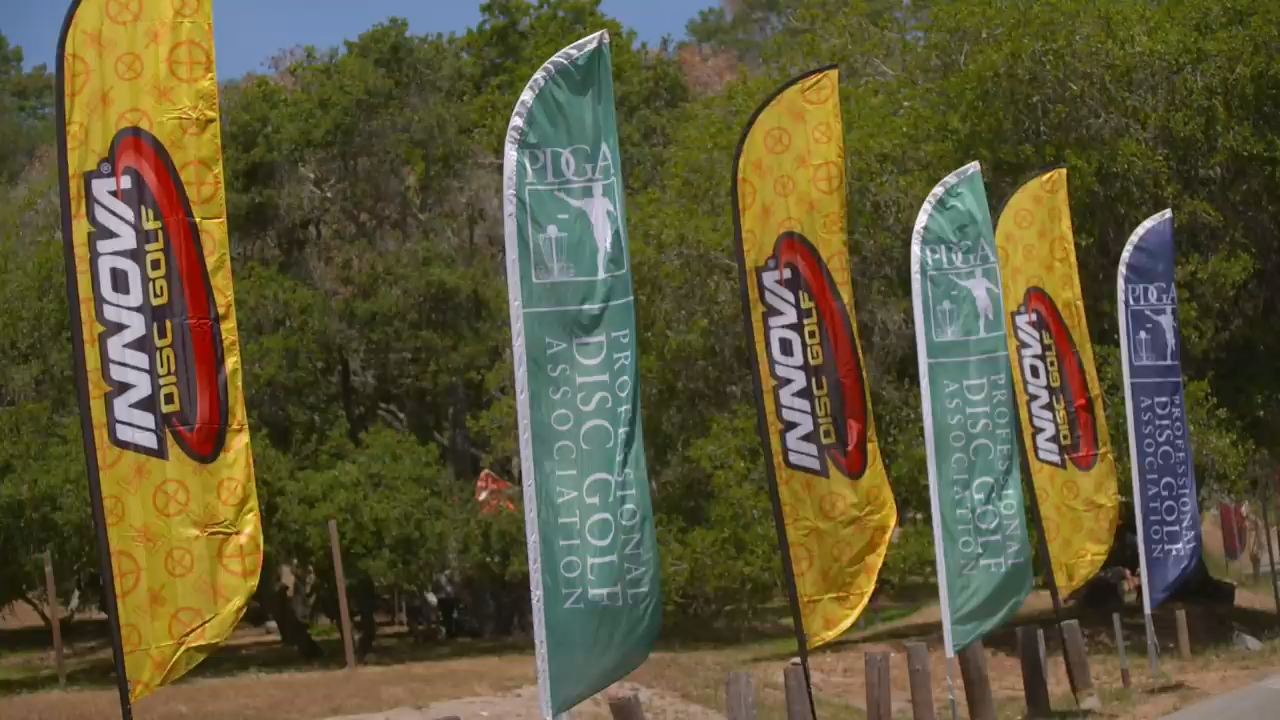 INNOVA®
DISC GOLF
PDGA
PROFESSIONAL
DISC GOLF
ASSOCIATION
INNOVA
DISC GOLF
PDGA
PROFESSIONAL
DISC GOLF
ASSOCIATION
INNOVA
DISC GOLF
PDGA
PROFESSIONAL
DISC GOLF
ASSOCIATION